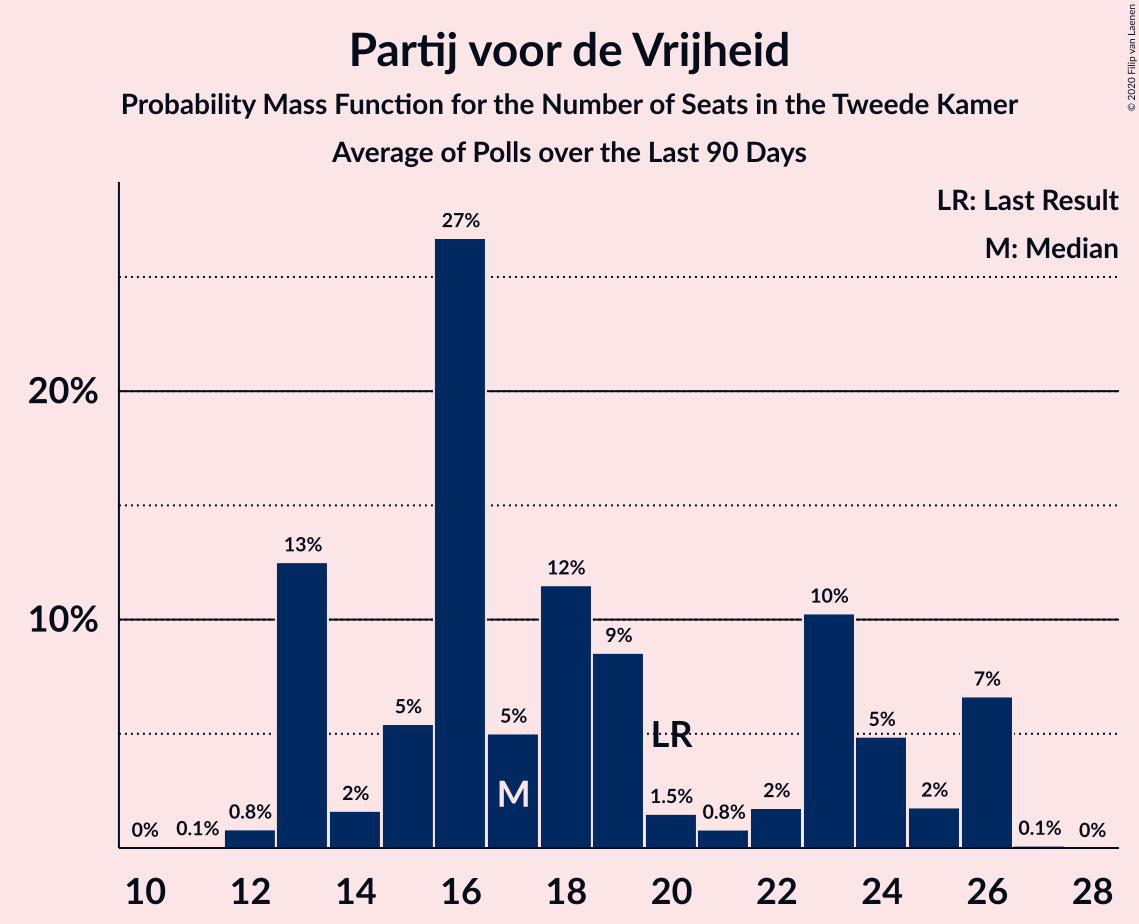 Partij voor de Vrijheid
Probability Mass Function for the Number of Seats in the Tweede Kamer
Average of Polls over the Last 90 Days
© 2020 Filip van Laenen
LR: Last Result
M: Median
20%
10%
0%
0.1%
0.8%
13%
2%
5%
27%
5%
12%
9%
1.5%
0.8%
2%
10%
5%
2%
7%
0.1%
0%
M
LR
10 12 14 16 18 20 22 24 26 28